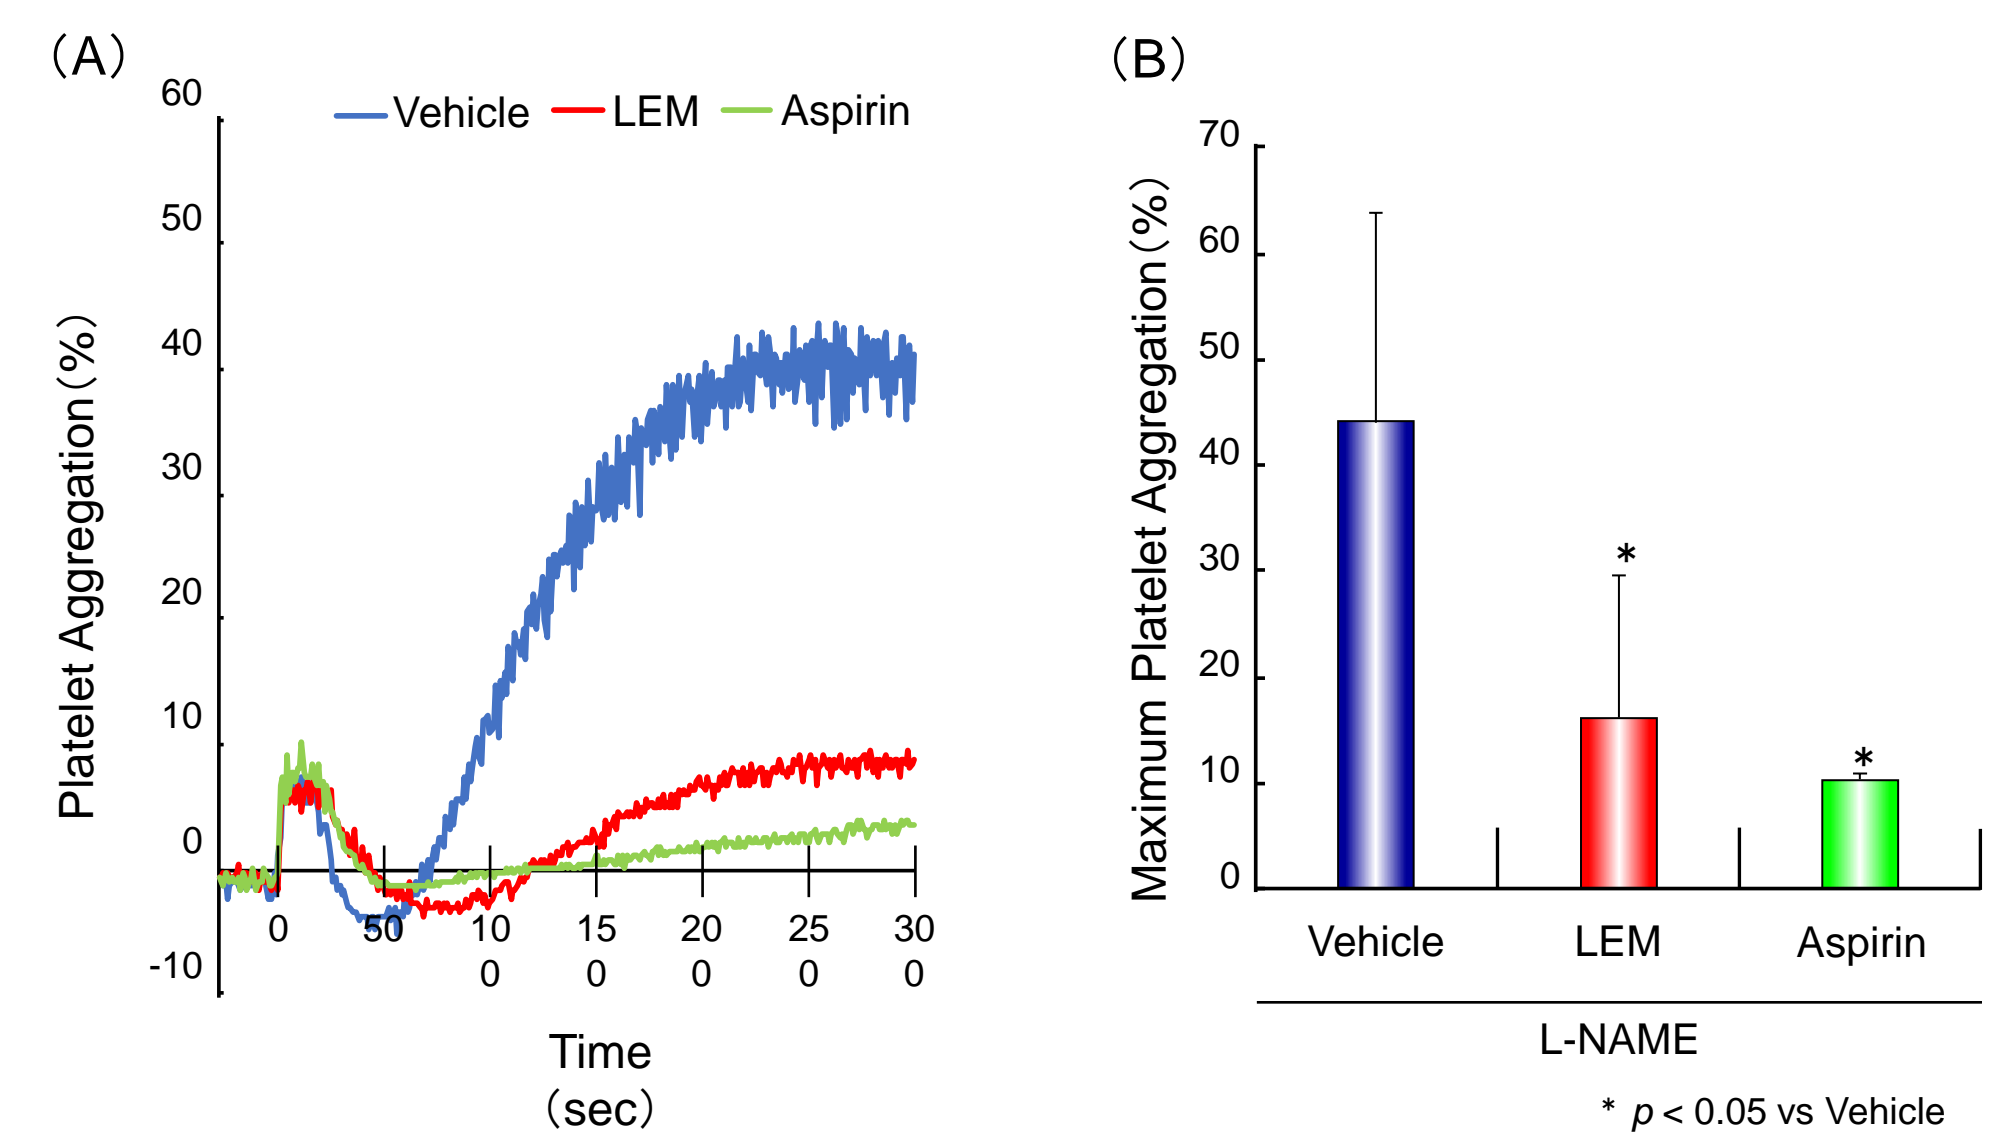 (A)
60
50
40
30
20
10
0
-10
Platelet Aggregation(%)
Vehicle LEM Aspirin
0 50 10 15 20 25 30
0 0 0 0 0
Time
(sec)
(B)
70
60
50
40
30
20
10
0
Maximum Platelet Aggregation(%)
*
*
Vehicle LEM Aspirin
L-NAME
* p < 0.05 vs Vehicle